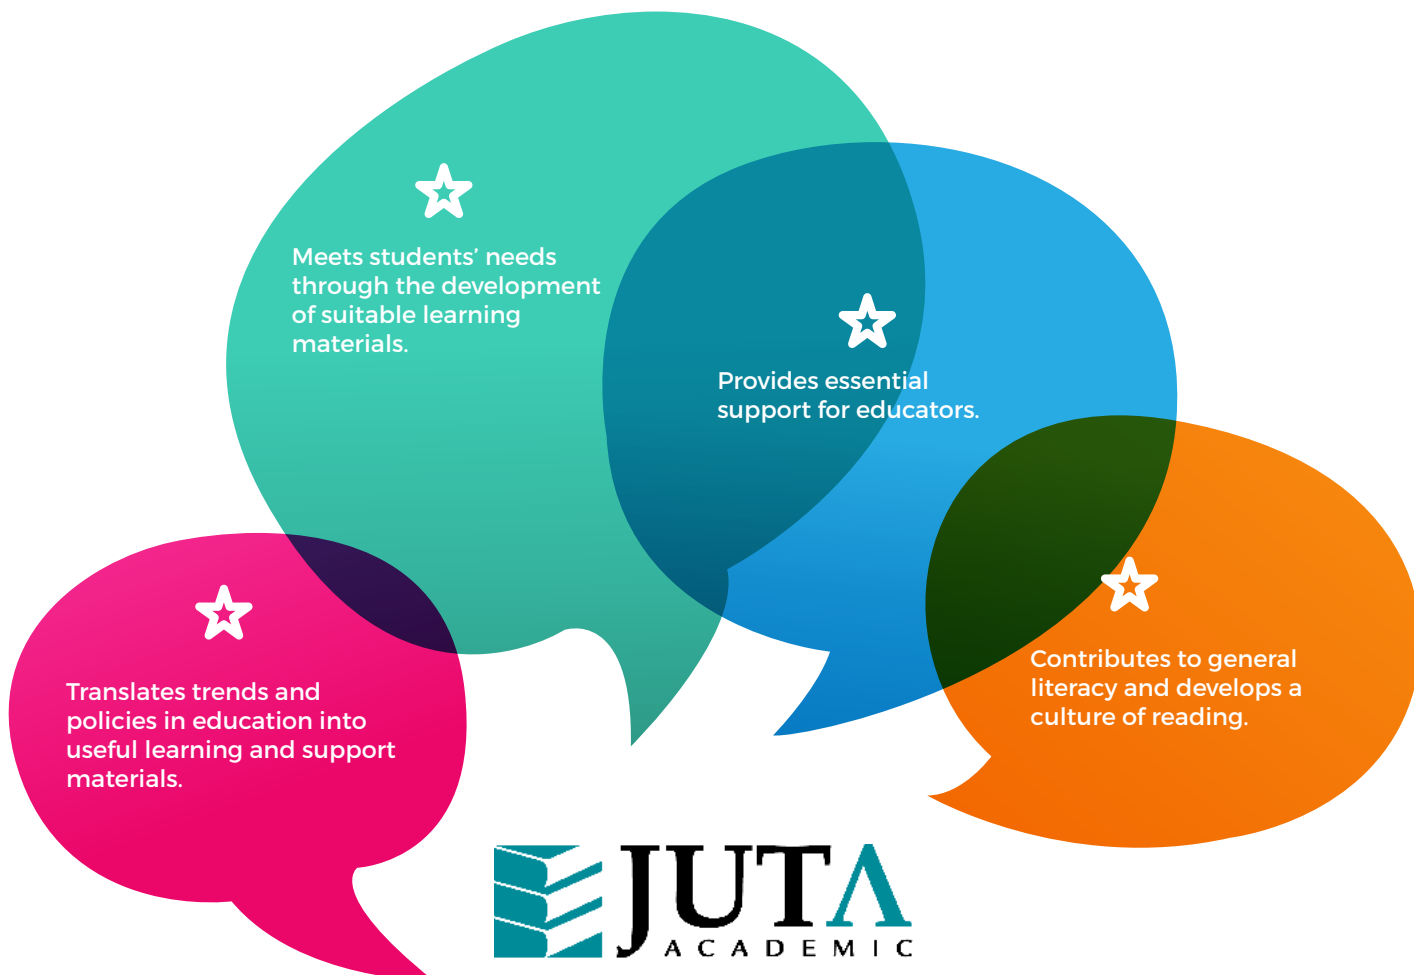 Meets students’ needs
through the development
of suitable learning
materials.
Provides essential
support for educators.
Translates trends and
policies in education into
useful learning and support
materials.
Contributes to general
literacy and develops a
culture of reading.
JUTA
ACADEMIC